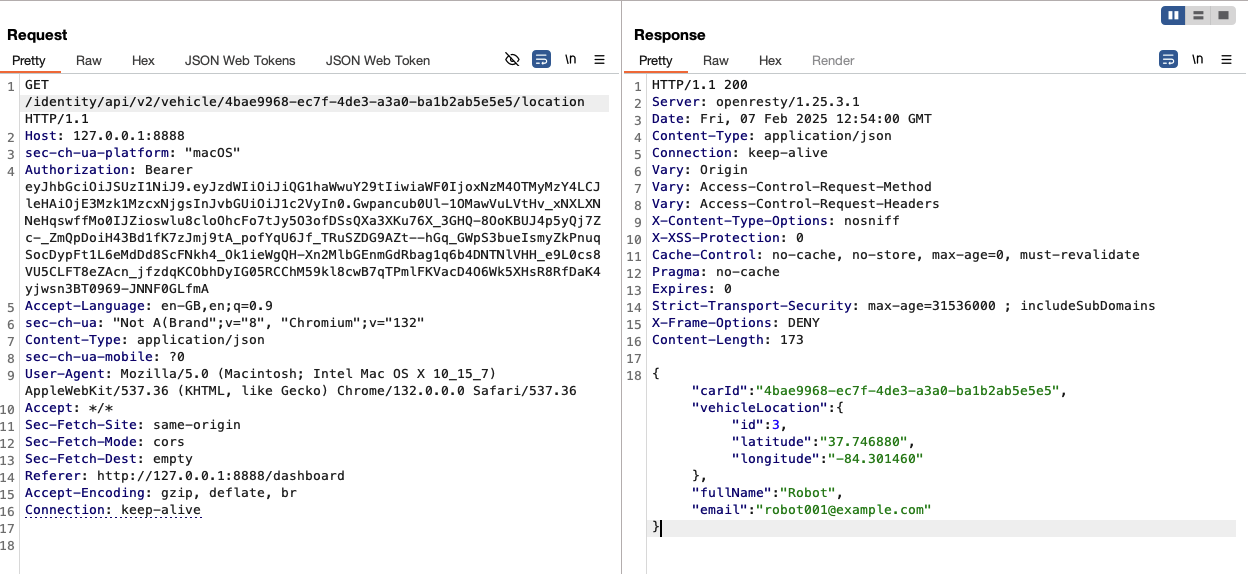 Request
Pretty Raw Hex JSON Web Tokens JSON Web Token \n
1 GET
/identity/api/v2/vehicle/4bae9968-ec7f-4de3-a3a0-ba1b2ab5e5e5/location
HTTP/1.1
2 Host: 127.0.0.1:8888
3 sec-ch-ua-platform: "macOS"
4 Authorization: Bearer
eyJhbGciOiJSUzI1NiJ9.eyJzdWIiOiJiQG1haWwuY29tIiwiaWF0IjoxNzM4OTMyMzY4LCJ
leHAiOjE3Mzk1MzcxNjgsInJvbGUiOiJ1c2VyIn0.Gwpancub0Ul-1OMawVuLVtHv_xNXLXN
NeHqswffMo0IJZioswlu8cloOhcFo7tJy5O3ofDSsQXa3XKu76X_3GHQ-8OoKBUJ4p5yQj7Z
c-_ZmQpDoiH43Bd1fK7zJmj9tA_pofYqU6Jf_TRuSZDG9AZt--hGq_GWpS3bueIsmyZkPnuq
SocDypFt1L6eMdDd8ScFNkh4_Ok1ieWgQH-Xn2MlbGEnmGdRbag1q6b4DNTNlVHH_e9L0cs8
VU5CLFT8eZAcn_jfzdqKCObhDyIG05RCChM59kl8cwB7qTPmlFKVacD4O6Wk5XHsR8RfDaK4
yjwsn3BT0969-JNNF0GLfmA
5 Accept-Language: en-GB,en;q=0.9
6 sec-ch-ua: "Not A(Brand";v="8", "Chromium";v="132"
7 Content-Type: application/json
8 sec-ch-ua-mobile: ?0
9 User-Agent: Mozilla/5.0 (Macintosh; Intel Mac OS X 10_15_7)
AppleWebKit/537.36 (KHTML, like Gecko) Chrome/132.0.0.0 Safari/537.36
10 Accept: */*
11 Sec-Fetch-Site: same-origin
12 Sec-Fetch-Mode: cors
13 Sec-Fetch-Dest: empty
14 Referer: http://127.0.0.1:8888/dashboard
15 Accept-Encoding: gzip, deflate, br
16 Connection: keep-alive
17
18
Response
Pretty Raw Hex Render \n
1 HTTP/1.1 200
2 Server: openresty/1.25.3.1
3 Date: Fri, 07 Feb 2025 12:54:00 GMT
4 Content-Type: application/json
5 Connection: keep-alive
6 Vary: Origin
7 Vary: Access-Control-Request-Method
8 Vary: Access-Control-Request-Headers
9 X-Content-Type-Options: nosniff
10 X-XSS-Protection: 0
11 Cache-Control: no-cache, no-store, max-age=0, must-revalidate
12 Pragma: no-cache
13 Expires: 0
14 Strict-Transport-Security: max-age=31536000 ; includeSubDomains
15 X-Frame-Options: DENY
16 Content-Length: 173
17
18 {
"carId":"4bae9968-ec7f-4de3-a3a0-ba1b2ab5e5e5",
"vehicleLocation":{
"id":3,
"latitude":"37.746880",
"longitude":"-84.301460"
},
"fullName":"Robot",
"email":"robot001@example.com"
}